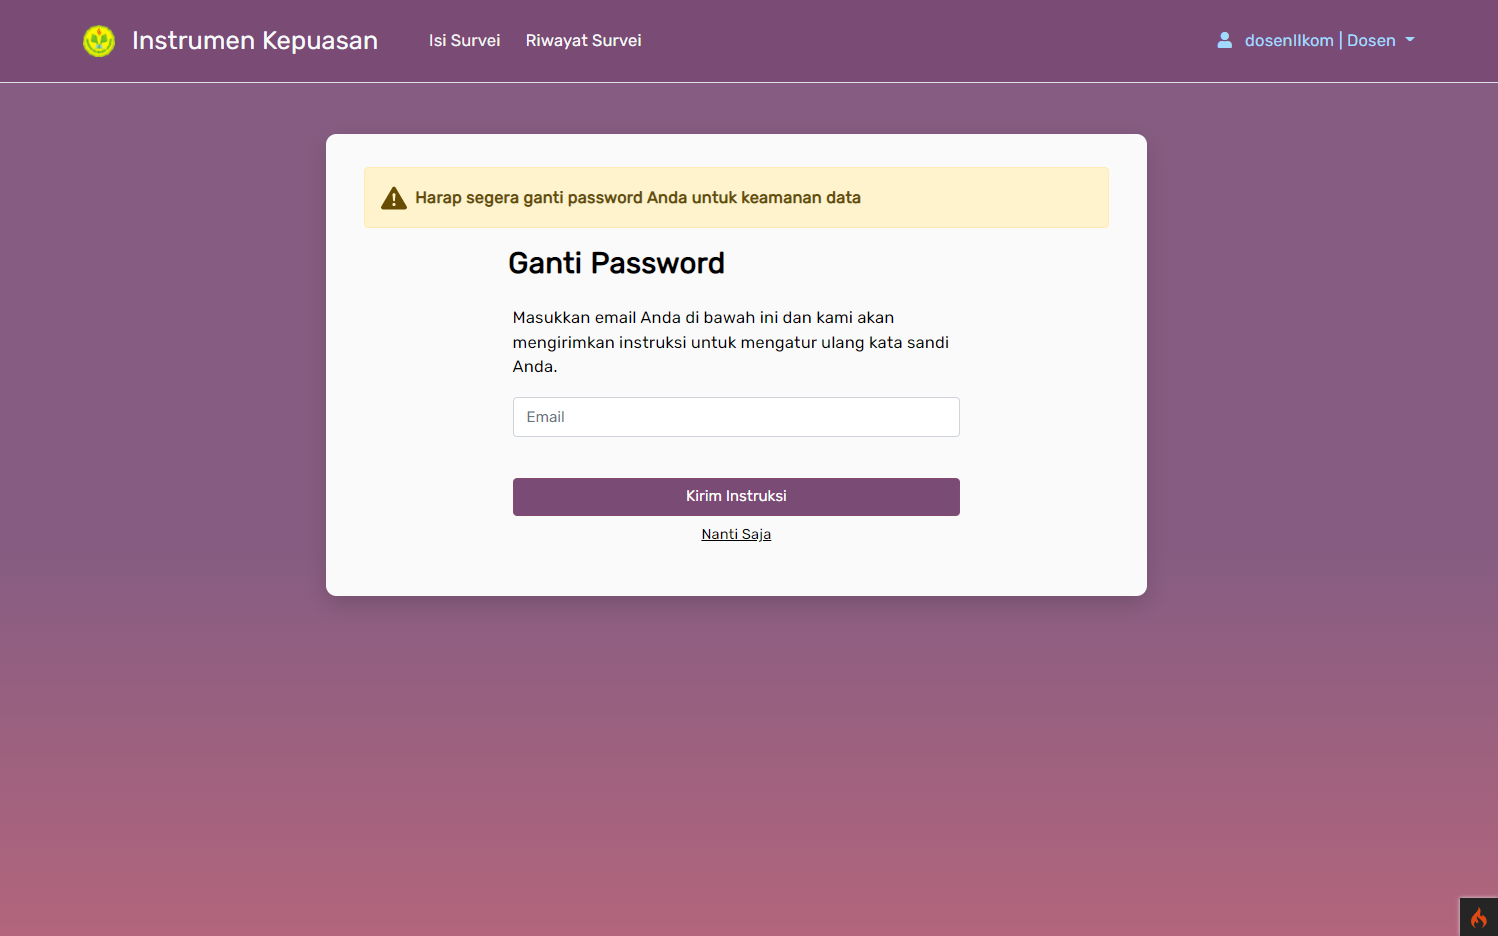 Instrumen Kepuasan
Isi Survei
Riwayat Survei
dosenIlkom | Dosen
Harap segera ganti password Anda untuk keamanan data
Ganti Password
Masukkan email Anda di bawah ini dan kami akan
mengirimkan instruksi untuk mengatur ulang kata sandi
Anda.
Email
Kirim Instruksi
Nanti Saja